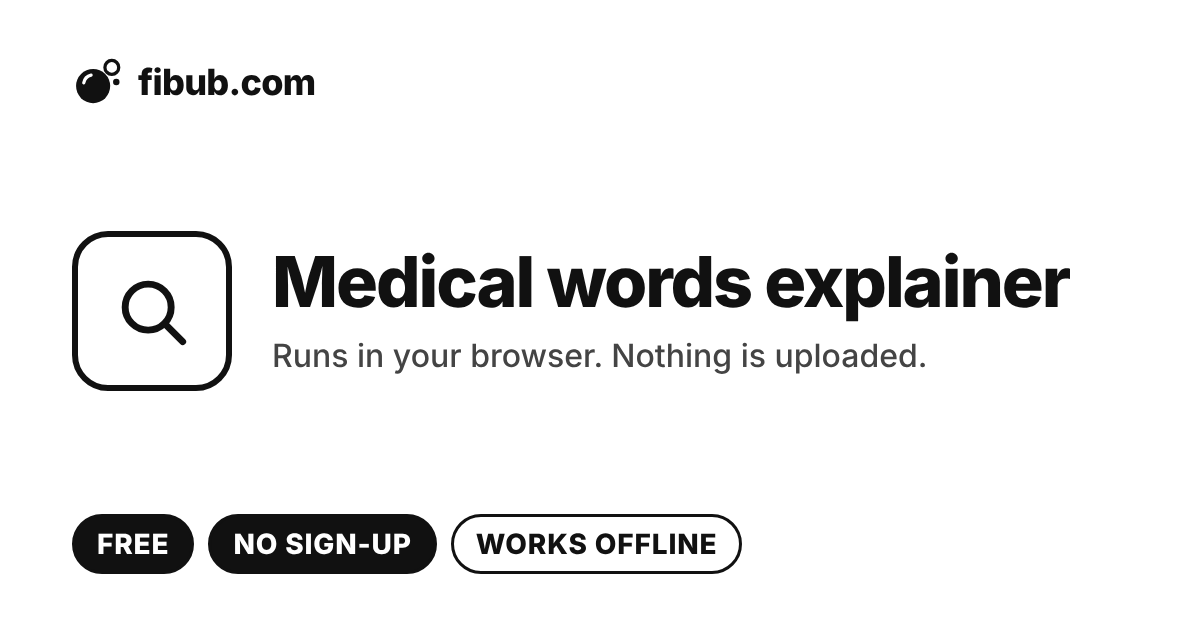 fibub.com
Medical words explainer
Runs in your browser. Nothing is uploaded.
FREE
NO SIGN-UP
WORKS OFFLINE